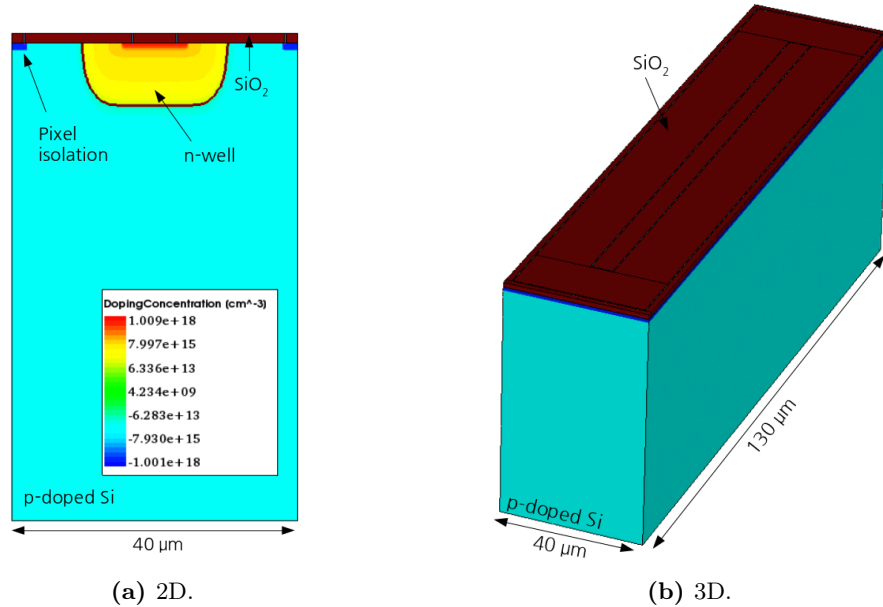 SiO₂
Pixel
isolation
n-well
DopingConcentration (cm^-3)
1.009e+18
7.997e+15
6.336e+13
4.234e+09
-6.283e+13
-7.930e+15
-1.001e+18
p-doped Si
40 µm
(a) 2D.
SiO₂
130 µm
p-doped Si
40 µm
(b) 3D.